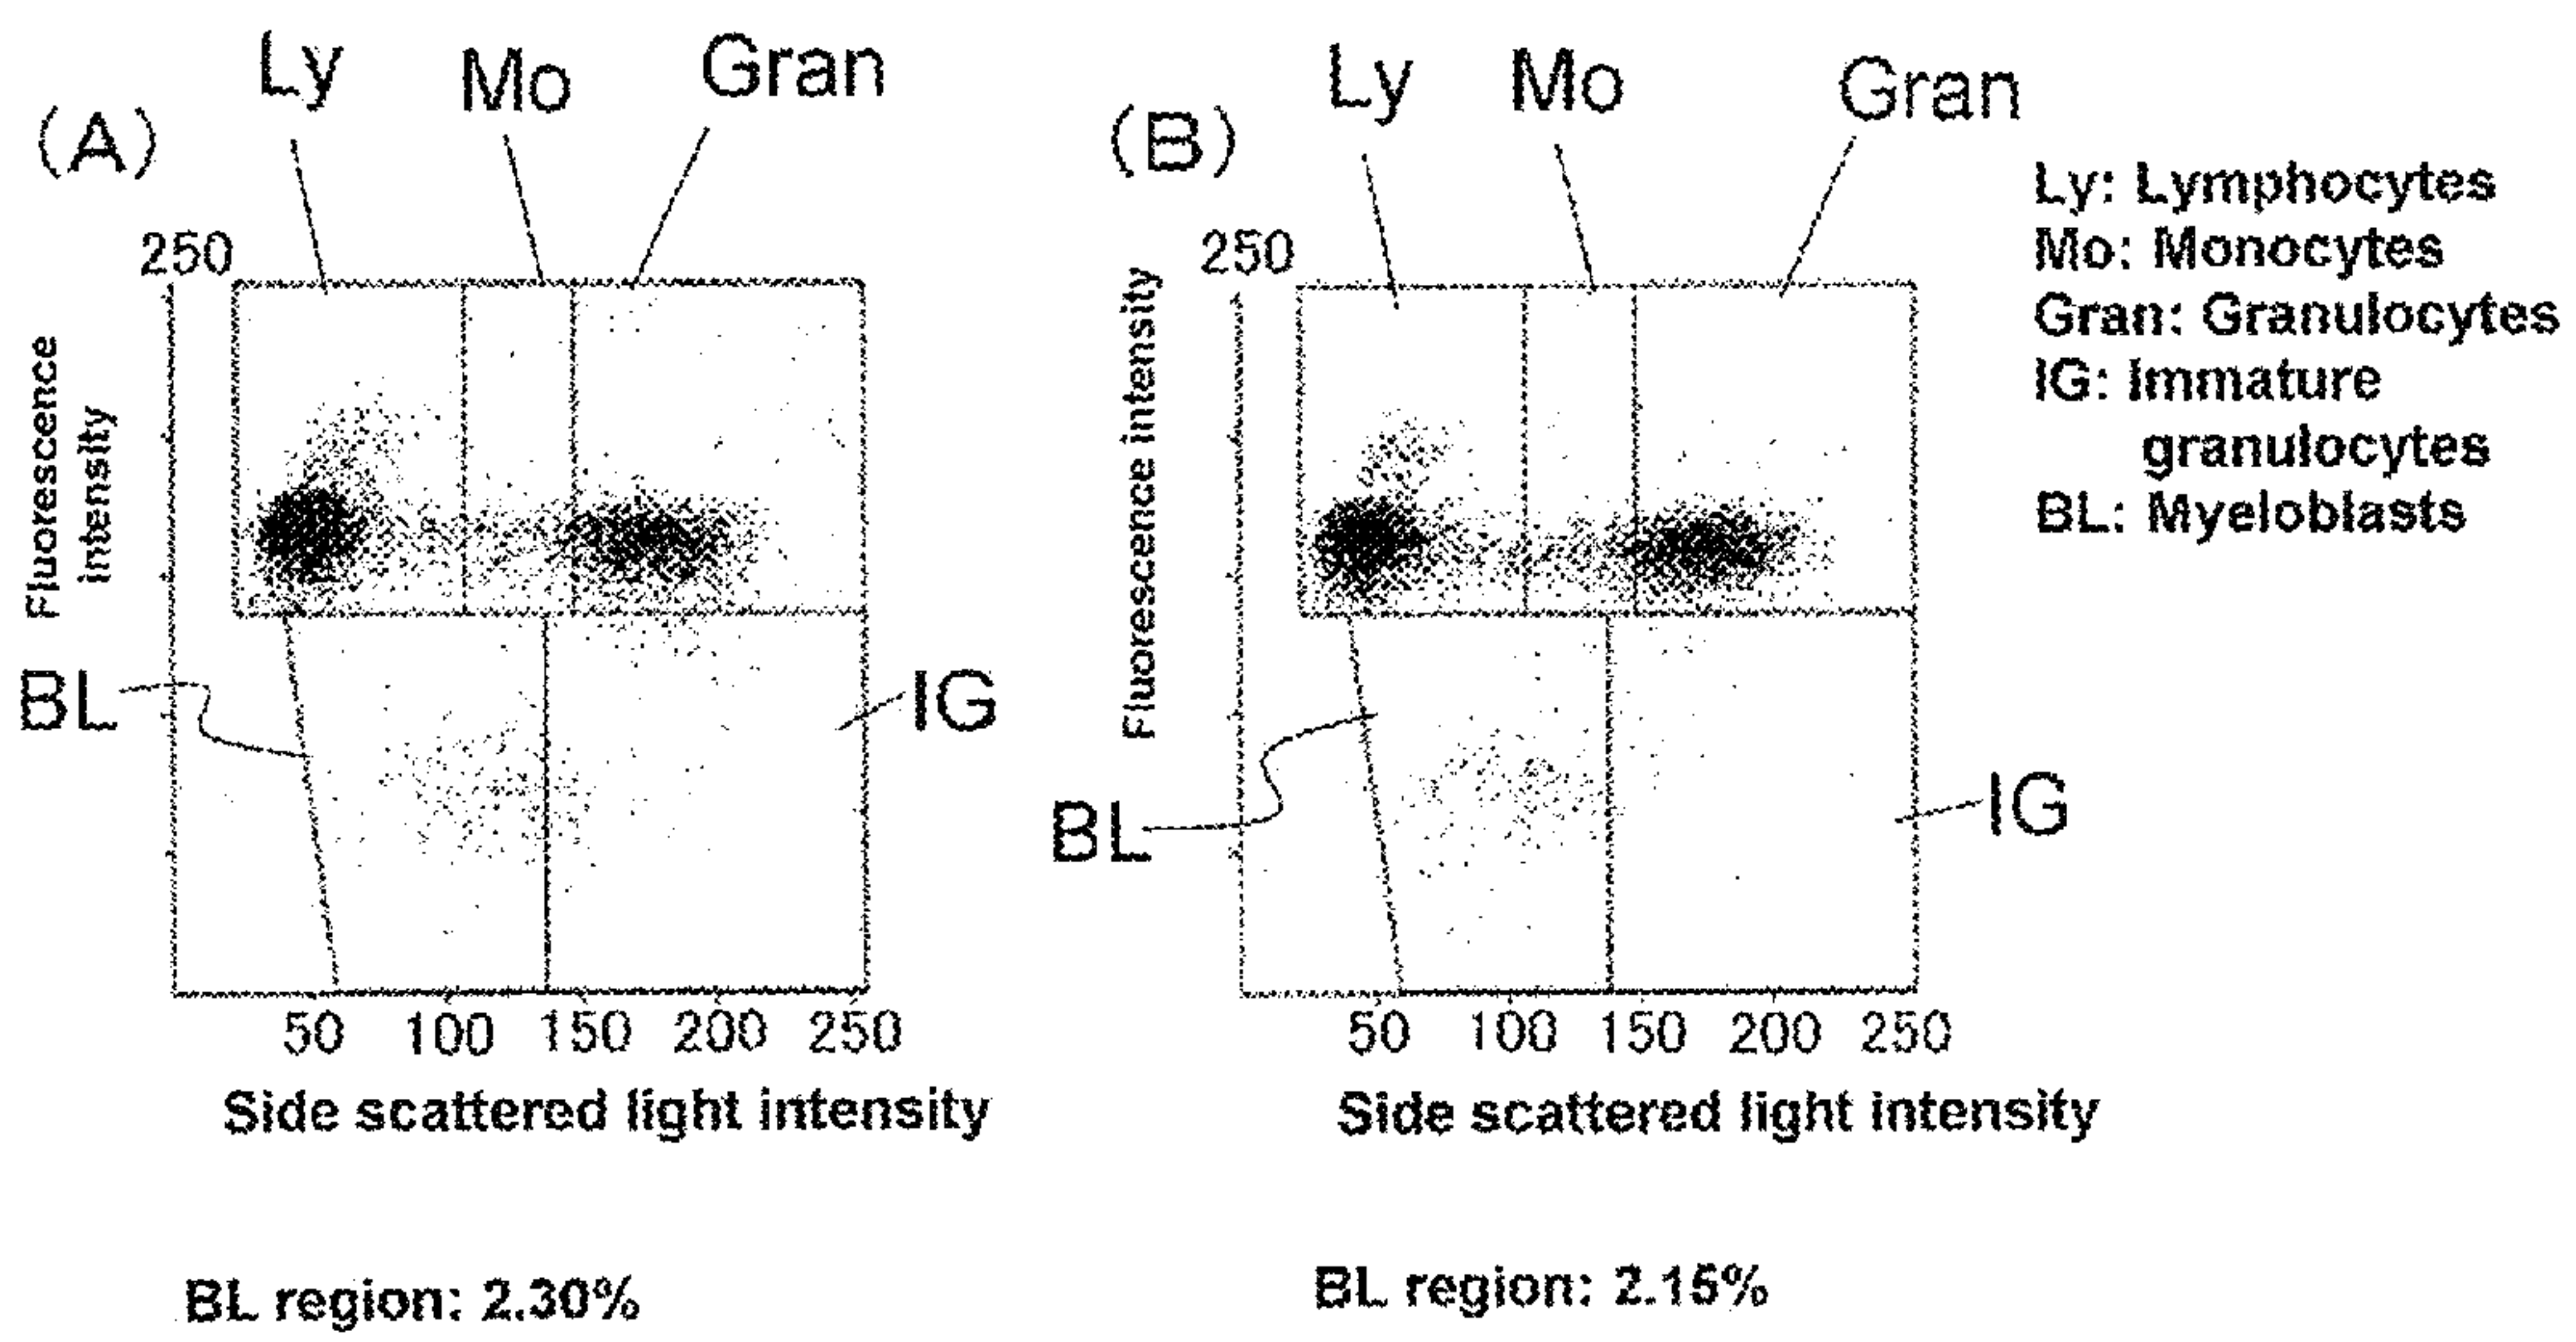 (A)
Ly
Mo
Gran
250
Fluorescence
intensity
BL
IG
50 100 150 200 250
Side scattered light intensity
BL region: 2.30%
(B)
Ly
Mo
Gran
250
Fluorescence intensity
BL
IG
50 100 150 200 250
Side scattered light intensity
BL region: 2.15%
Ly: Lymphocytes
Mo: Monocytes
Gran: Granulocytes
IG: Immature
granulocytes
BL: Myeloblasts